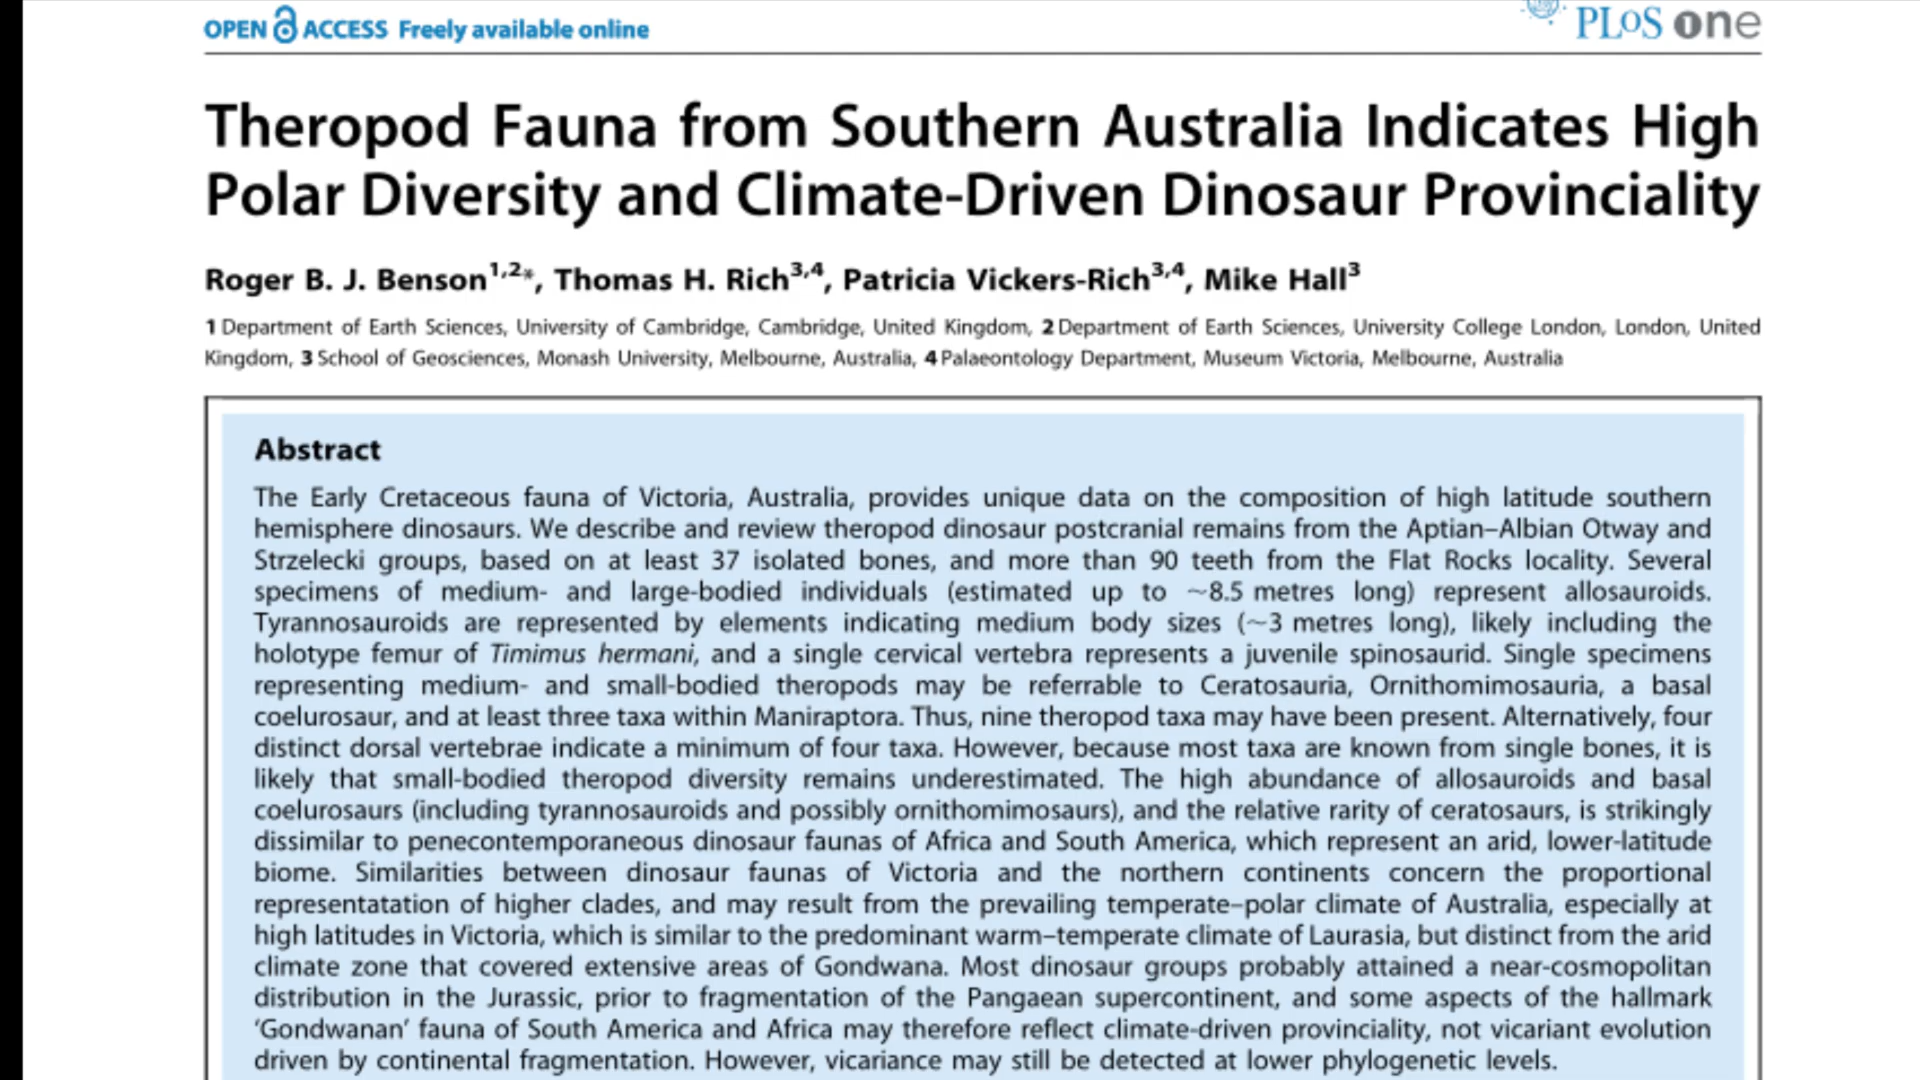 OPEN ACCESS Freely available online
PLoS one
Theropod Fauna from Southern Australia Indicates High
Polar Diversity and Climate-Driven Dinosaur Provinciality
Roger B. J. Benson1,2*, Thomas H. Rich3,4, Patricia Vickers-Rich3,4, Mike Hall3
1 Department of Earth Sciences, University of Cambridge, Cambridge, United Kingdom, 2 Department of Earth Sciences, University College London, London, United
Kingdom, 3 School of Geosciences, Monash University, Melbourne, Australia, 4 Palaeontology Department, Museum Victoria, Melbourne, Australia
Abstract
The Early Cretaceous fauna of Victoria, Australia, provides unique data on the composition of high latitude southern
hemisphere dinosaurs. We describe and review theropod dinosaur postcranial remains from the Aptian–Albian Otway and
Strzelecki groups, based on at least 37 isolated bones, and more than 90 teeth from the Flat Rocks locality. Several
specimens of medium- and large-bodied individuals (estimated up to ~8.5 metres long) represent allosauroids.
Tyrannosauroids are represented by elements indicating medium body sizes (~3 metres long), likely including the
holotype femur of Timimus hermani, and a single cervical vertebra represents a juvenile spinosaurid. Single specimens
representing medium- and small-bodied theropods may be referrable to Ceratosauria, Ornithomimosauria, a basal
coelurosaur, and at least three taxa within Maniraptora. Thus, nine theropod taxa may have been present. Alternatively, four
distinct dorsal vertebrae indicate a minimum of four taxa. However, because most taxa are known from single bones, it is
likely that small-bodied theropod diversity remains underestimated. The high abundance of allosauroids and basal
coelurosaurs (including tyrannosauroids and possibly ornithomimosaurs), and the relative rarity of ceratosaurs, is strikingly
dissimilar to penecontemporaneous dinosaur faunas of Africa and South America, which represent an arid, lower-latitude
biome. Similarities between dinosaur faunas of Victoria and the northern continents concern the proportional
representatation of higher clades, and may result from the prevailing temperate–polar climate of Australia, especially at
high latitudes in Victoria, which is similar to the predominant warm–temperate climate of Laurasia, but distinct from the arid
climate zone that covered extensive areas of Gondwana. Most dinosaur groups probably attained a near-cosmopolitan
distribution in the Jurassic, prior to fragmentation of the Pangaean supercontinent, and some aspects of the hallmark
‘Gondwanan’ fauna of South America and Africa may therefore reflect climate-driven provinciality, not vicariant evolution
driven by continental fragmentation. However, vicariance may still be detected at lower phylogenetic levels.